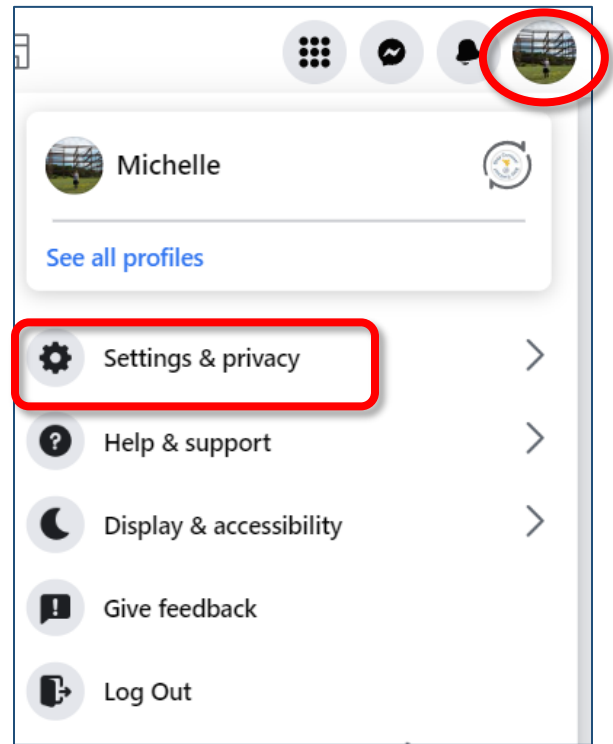 Michelle
See all profiles
Settings & privacy
Help & support
Display & accessibility
Give feedback
Log Out